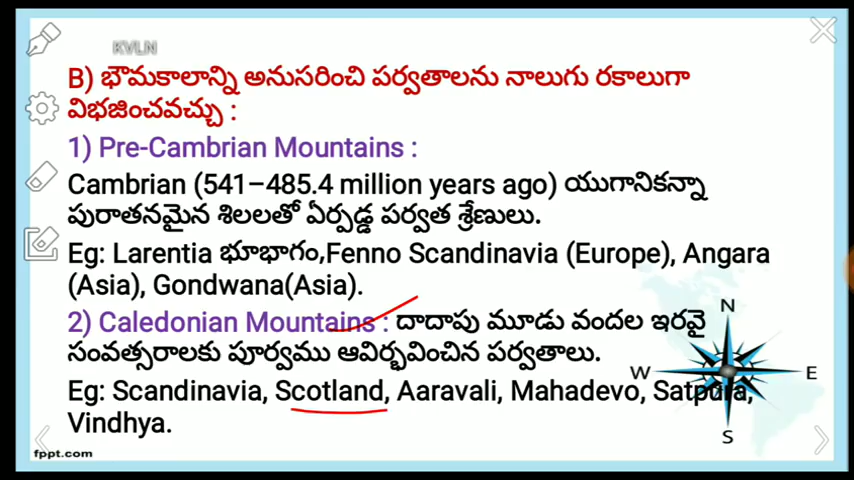 KVLN
B) భౌమకాలాన్ని అనుసరించి పర్వతాలను నాలుగు రకాలుగా
విభజించవచ్చు :
1) Pre-Cambrian Mountains :
Cambrian (541–485.4 million years ago) యుగానికన్నా
పురాతనమైన శిలలతో ఏర్పడ్డ పర్వత శ్రేణులు.
Eg: Larentia భూభాగం,Fenno Scandinavia (Europe), Angara
(Asia), Gondwana(Asia).
2) Caledonian Mountains : దాదాపు మూడు వందల ఇరవై
సంవత్సరాలకు పూర్వము ఆవిర్భవించిన పర్వతాలు.
Eg: Scandinavia, Scotland, Aaravali, Mahadevo, Satpura,
Vindhya.
N
W E
S
fppt.com